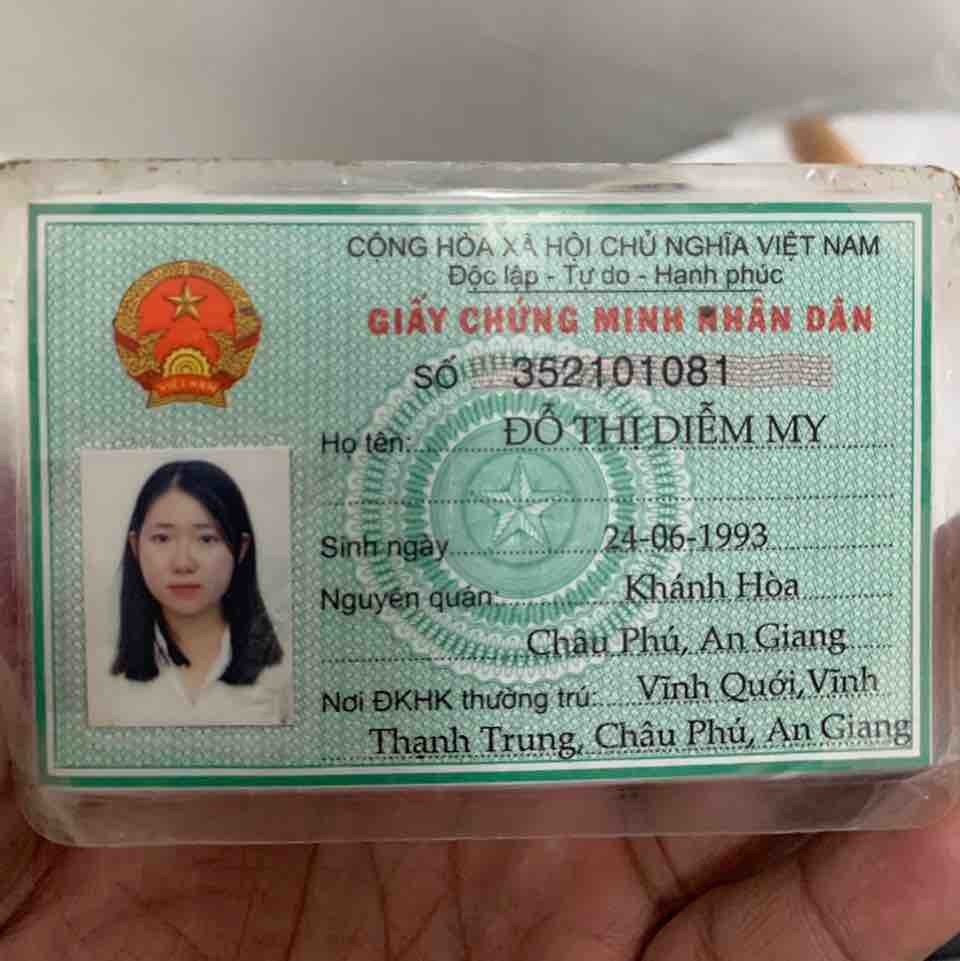 CỘNG HÒA XÃ HỘI CHỦ NGHĨA VIỆT NAM
Độc lập - Tự do - Hạnh phúc
GIẤY CHỨNG MINH NHÂN DÂN
SỐ 352101081
Họ tên: ĐỖ THỊ DIỄM MY
Sinh ngày 24-06-1993
Nguyên quán: Khánh Hòa
Châu Phú, An Giang
Nơi ĐKHK thường trú: Vĩnh Quới,Vĩnh
Thạnh Trung, Châu Phú, An Giang
VIỆT NAM